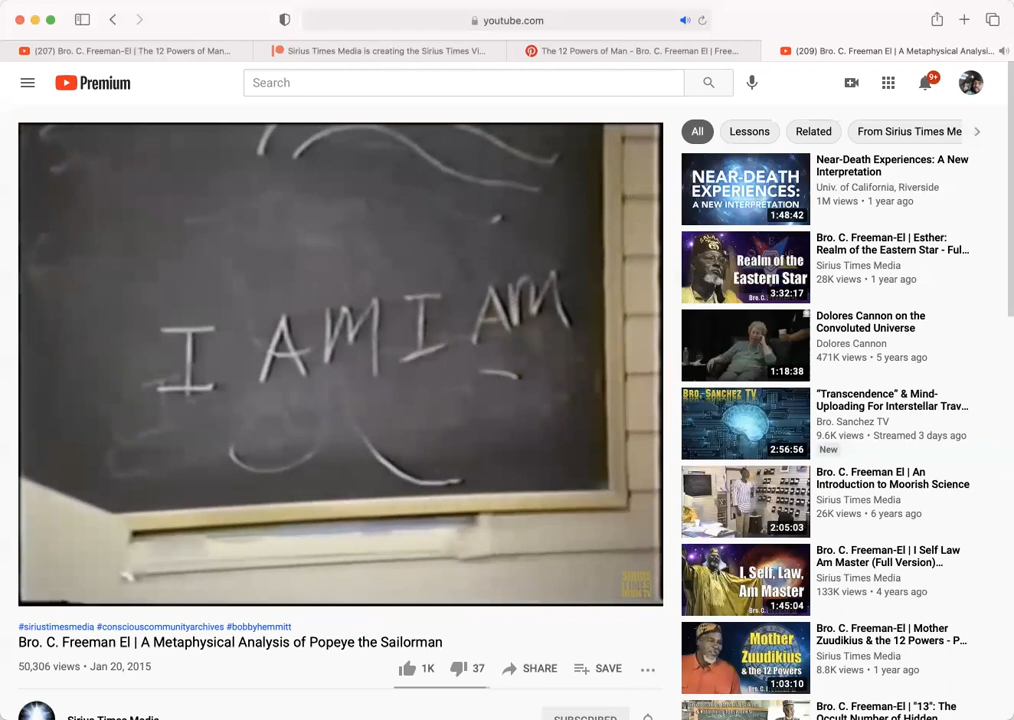 youtube.com
(207) Bro. C. Freeman-El | The 12 Powers of Man...
Sirius Times Media is creating the Sirius Times Vi...
The 12 Powers of Man - Bro. C. Freeman El | Free...
(209) Bro. C. Freeman El | A Metaphysical Analysi...
Premium
Search
9+
I AM I AM
SIRIUS
TIMES
#siriustimesmedia #consciouscommunityarchives #bobbyhemmitt
Bro. C. Freeman El | A Metaphysical Analysis of Popeye the Sailorman
50,306 views • Jan 20, 2015
1K
37
SHARE
SAVE
Sirius Times Media
SUBSCRIBED
All
Lessons
Related
From Sirius Times Me
NEAR-DEATH
EXPERIENCES:
A NEW INTERPRETATION
1:48:42
Near-Death Experiences: A New
Interpretation
Univ. of California, Riverside
1M views • 1 year ago
Realm of the
Eastern Star
Bro. C.
3:32:17
Bro. C. Freeman-El | Esther:
Realm of the Eastern Star - Ful...
Sirius Times Media
28K views • 1 year ago
1:18:38
Dolores Cannon on the
Convoluted Universe
Dolores Cannon
471K views • 5 years ago
BRO. SANCHEZ TV
2:56:56
“Transcendence” & Mind-
Uploading For Interstellar Trav...
Bro. Sanchez TV
9.6K views • Streamed 3 days ago
New
2:05:03
Bro. C. Freeman El | An
Introduction to Moorish Science
Sirius Times Media
26K views • 6 years ago
I, Self, Law,
Am Master
Bro. C.
1:45:04
Bro. C. Freeman-El | I Self Law
Am Master (Full Version)...
Sirius Times Media
133K views • 4 years ago
Mother
Zuudikius
& the 12 Powers
Bro. C.
1:03:10
Bro. C. Freeman-El | Mother
Zuudikius & the 12 Powers - P...
Sirius Times Media
8.8K views • 1 year ago
Bro. C. Freeman-El | "13": The
Occult Number of Hidden